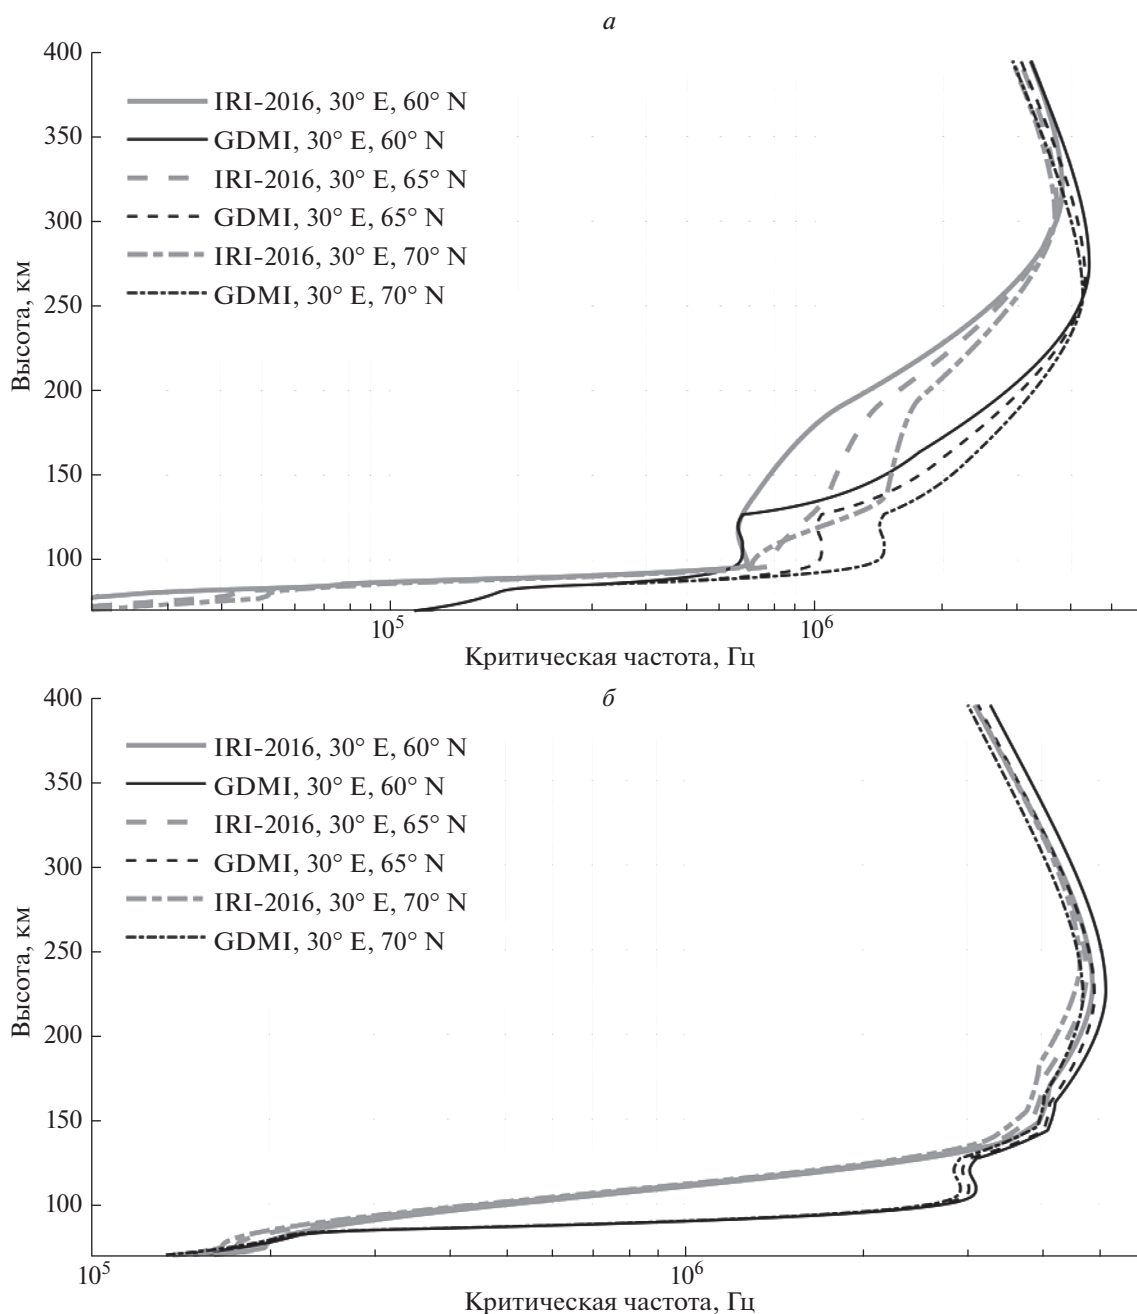 а
400
350
300
250
200
150
100
Высота, км
IRI-2016, 30° E, 60° N
GDMI, 30° E, 60° N
IRI-2016, 30° E, 65° N
GDMI, 30° E, 65° N
IRI-2016, 30° E, 70° N
GDMI, 30° E, 70° N
10⁵ 10⁶
Критическая частота, Гц
б
400
350
300
250
200
150
100
Высота, км
IRI-2016, 30° E, 60° N
GDMI, 30° E, 60° N
IRI-2016, 30° E, 65° N
GDMI, 30° E, 65° N
IRI-2016, 30° E, 70° N
GDMI, 30° E, 70° N
10⁵ 10⁶
Критическая частота, Гц